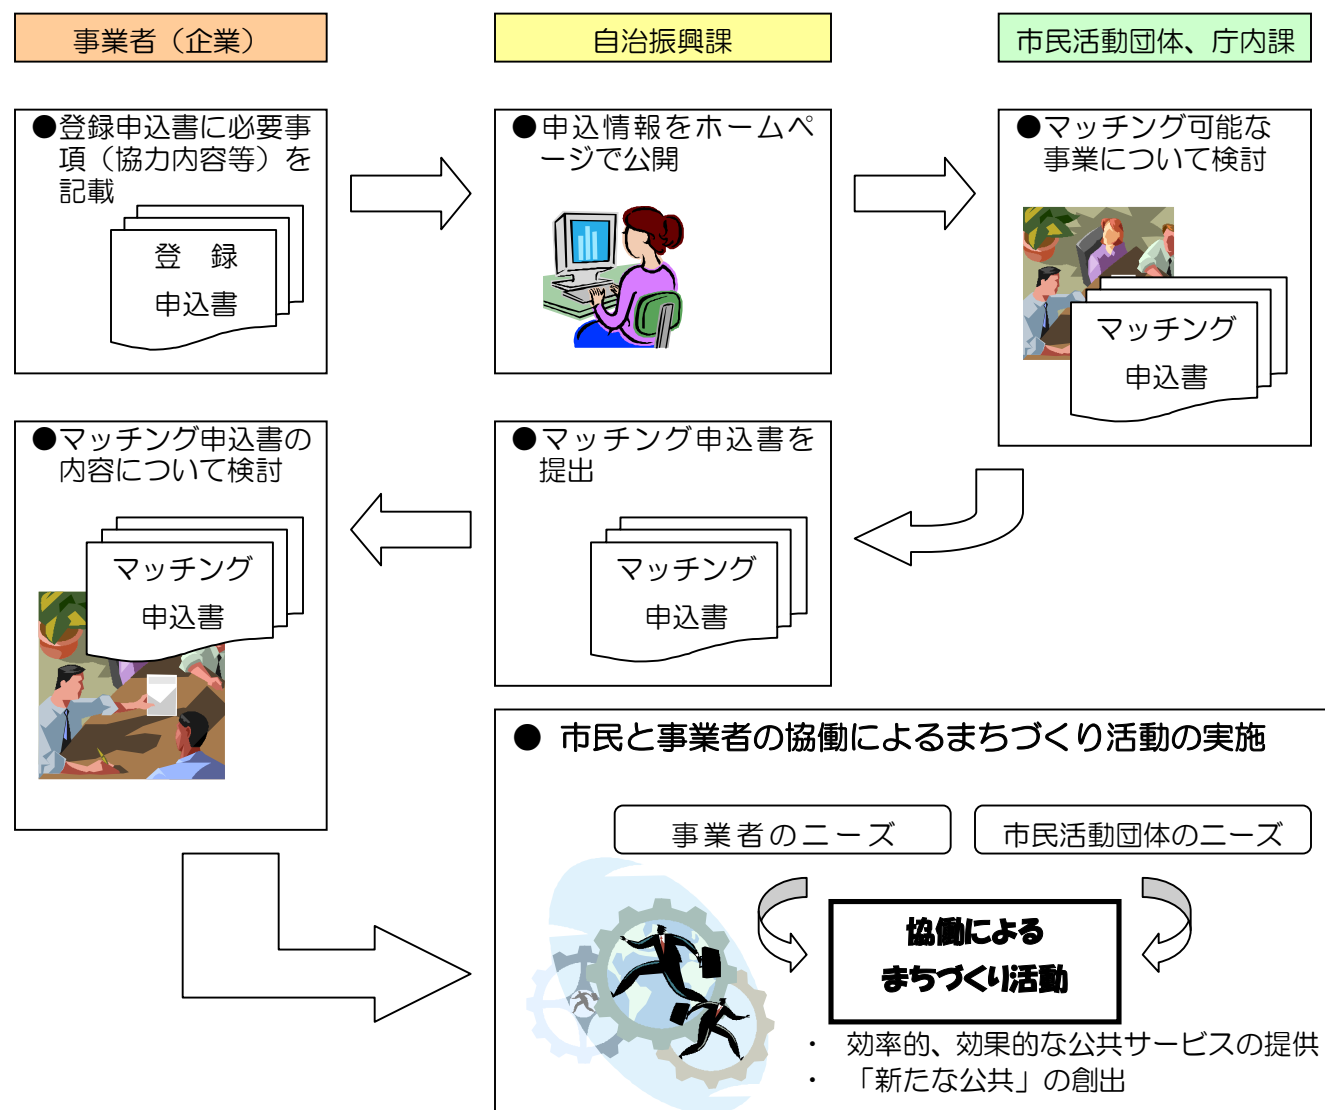 事業者（企業）
自治振興課
市民活動団体、庁内課
●登録申込書に必要事
項（協力内容等）を
記載
登　録
申込書
●申込情報をホームペ
ージで公開
●マッチング可能な
事業について検討
マッチング
申込書
●マッチング申込書の
内容について検討
マッチング
申込書
●マッチング申込書を
提出
マッチング
申込書
● 市民と事業者の協働によるまちづくり活動の実施
事業者のニーズ
市民活動団体のニーズ
協働による
まちづくり活動
・ 効率的、効果的な公共サービスの提供
・ 「新たな公共」の創出